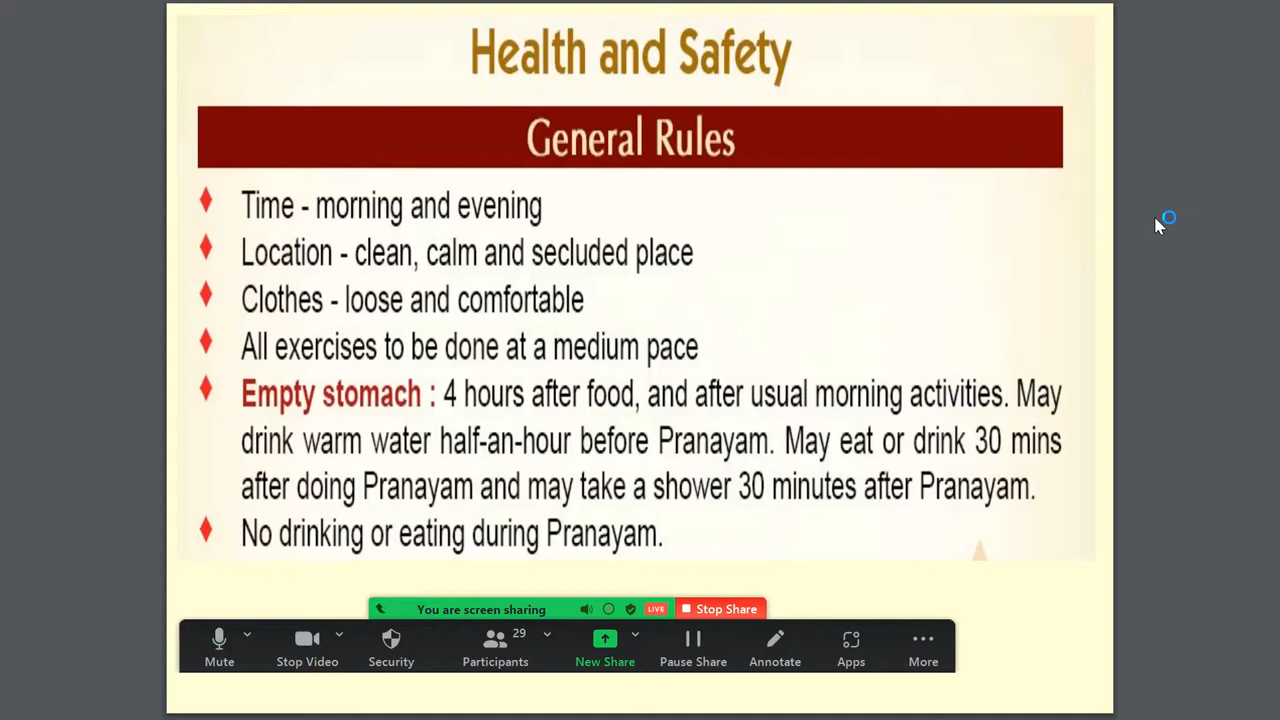 Health and Safety
General Rules
Time - morning and evening
Location - clean, calm and secluded place
Clothes - loose and comfortable
All exercises to be done at a medium pace
Empty stomach : 4 hours after food, and after usual morning activities. May
drink warm water half-an-hour before Pranayam. May eat or drink 30 mins
after doing Pranayam and may take a shower 30 minutes after Pranayam.
No drinking or eating during Pranayam.
You are screen sharing LIVE Stop Share
29
Mute Stop Video Security Participants New Share Pause Share Annotate Apps More